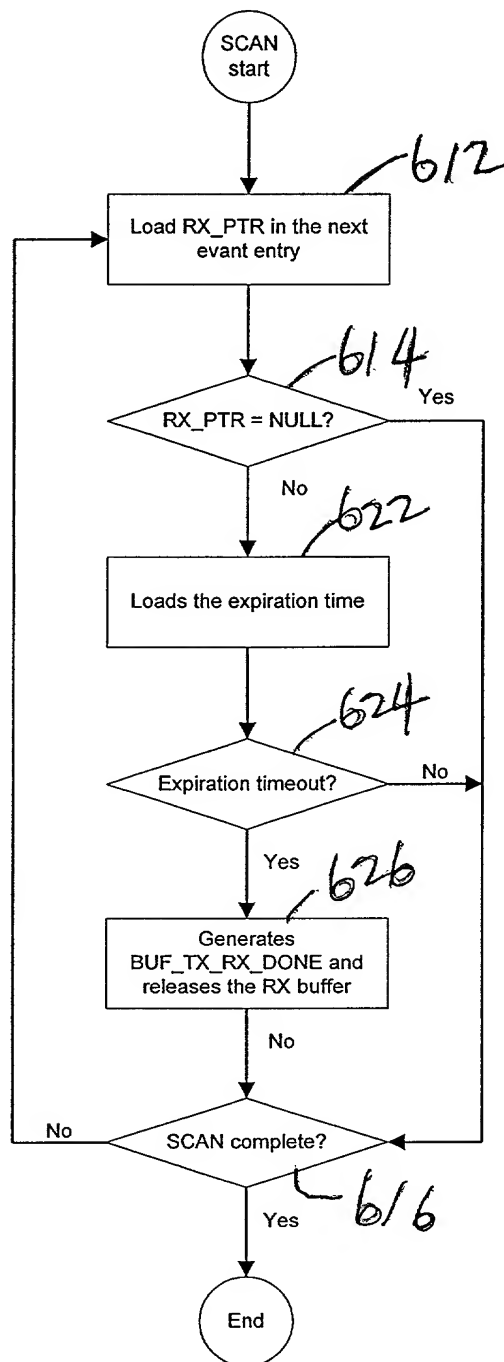 SCAN
start
612
Load RX_PTR in the next
evant entry
614
RX_PTR = NULL?
Yes
No
622
Loads the expiration time
624
Expiration timeout?
No
Yes
626
Generates
BUF_TX_RX_DONE and
releases the RX buffer
No
No
SCAN complete?
616
Yes
End